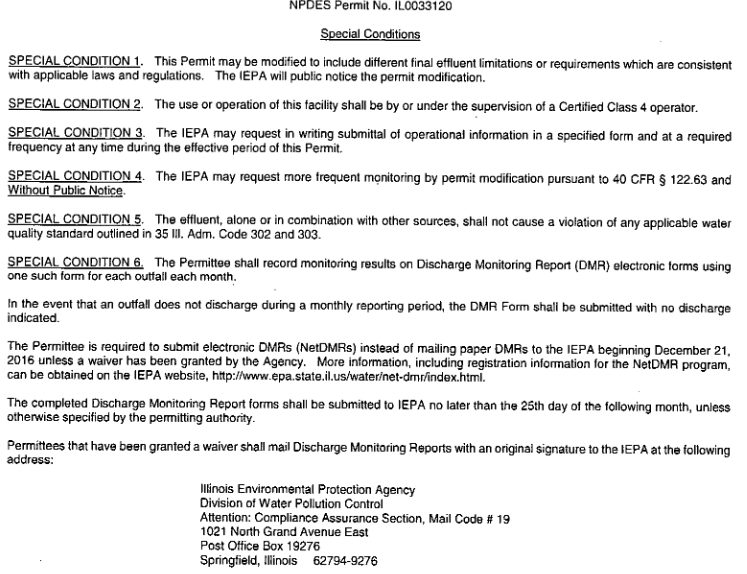 NPDES Permit No. IL0033120
Special Conditions
SPECIAL CONDITION 1. This Permit may be modified to include different final effluent limitations or requirements which are consistent
with applicable laws and regulations. The IEPA will public notice the permit modification.
SPECIAL CONDITION 2. The use or operation of this facility shall be by or under the supervision of a Certified Class 4 operator.
SPECIAL CONDITION 3. The IEPA may request in writing submittal of operational information in a specified form and at a required
frequency at any time during the effective period of this Permit.
SPECIAL CONDITION 4. The IEPA may request more frequent monitoring by permit modification pursuant to 40 CFR § 122.63 and
Without Public Notice.
SPECIAL CONDITION 5. The effluent, alone or in combination with other sources, shall not cause a violation of any applicable water
quality standard outlined in 35 Ill. Adm. Code 302 and 303.
SPECIAL CONDITION 6. The Permittee shall record monitoring results on Discharge Monitoring Report (DMR) electronic forms using
one such form for each outfall each month.
In the event that an outfall does not discharge during a monthly reporting period, the DMR Form shall be submitted with no discharge
indicated.
The Permittee is required to submit electronic DMRs (NetDMRs) instead of mailing paper DMRs to the IEPA beginning December 21,
2016 unless a waiver has been granted by the Agency. More information, including registration information for the NetDMR program,
can be obtained on the IEPA website, http://www.epa.state.il.us/water/net-dmr/index.html.
The completed Discharge Monitoring Report forms shall be submitted to IEPA no later than the 25th day of the following month, unless
otherwise specified by the permitting authority.
Permittees that have been granted a waiver shall mail Discharge Monitoring Reports with an original signature to the IEPA at the following
address:
Illinois Environmental Protection Agency
Division of Water Pollution Control
Attention: Compliance Assurance Section, Mail Code # 19
1021 North Grand Avenue East
Post Office Box 19276
Springfield, Illinois 62794-9276